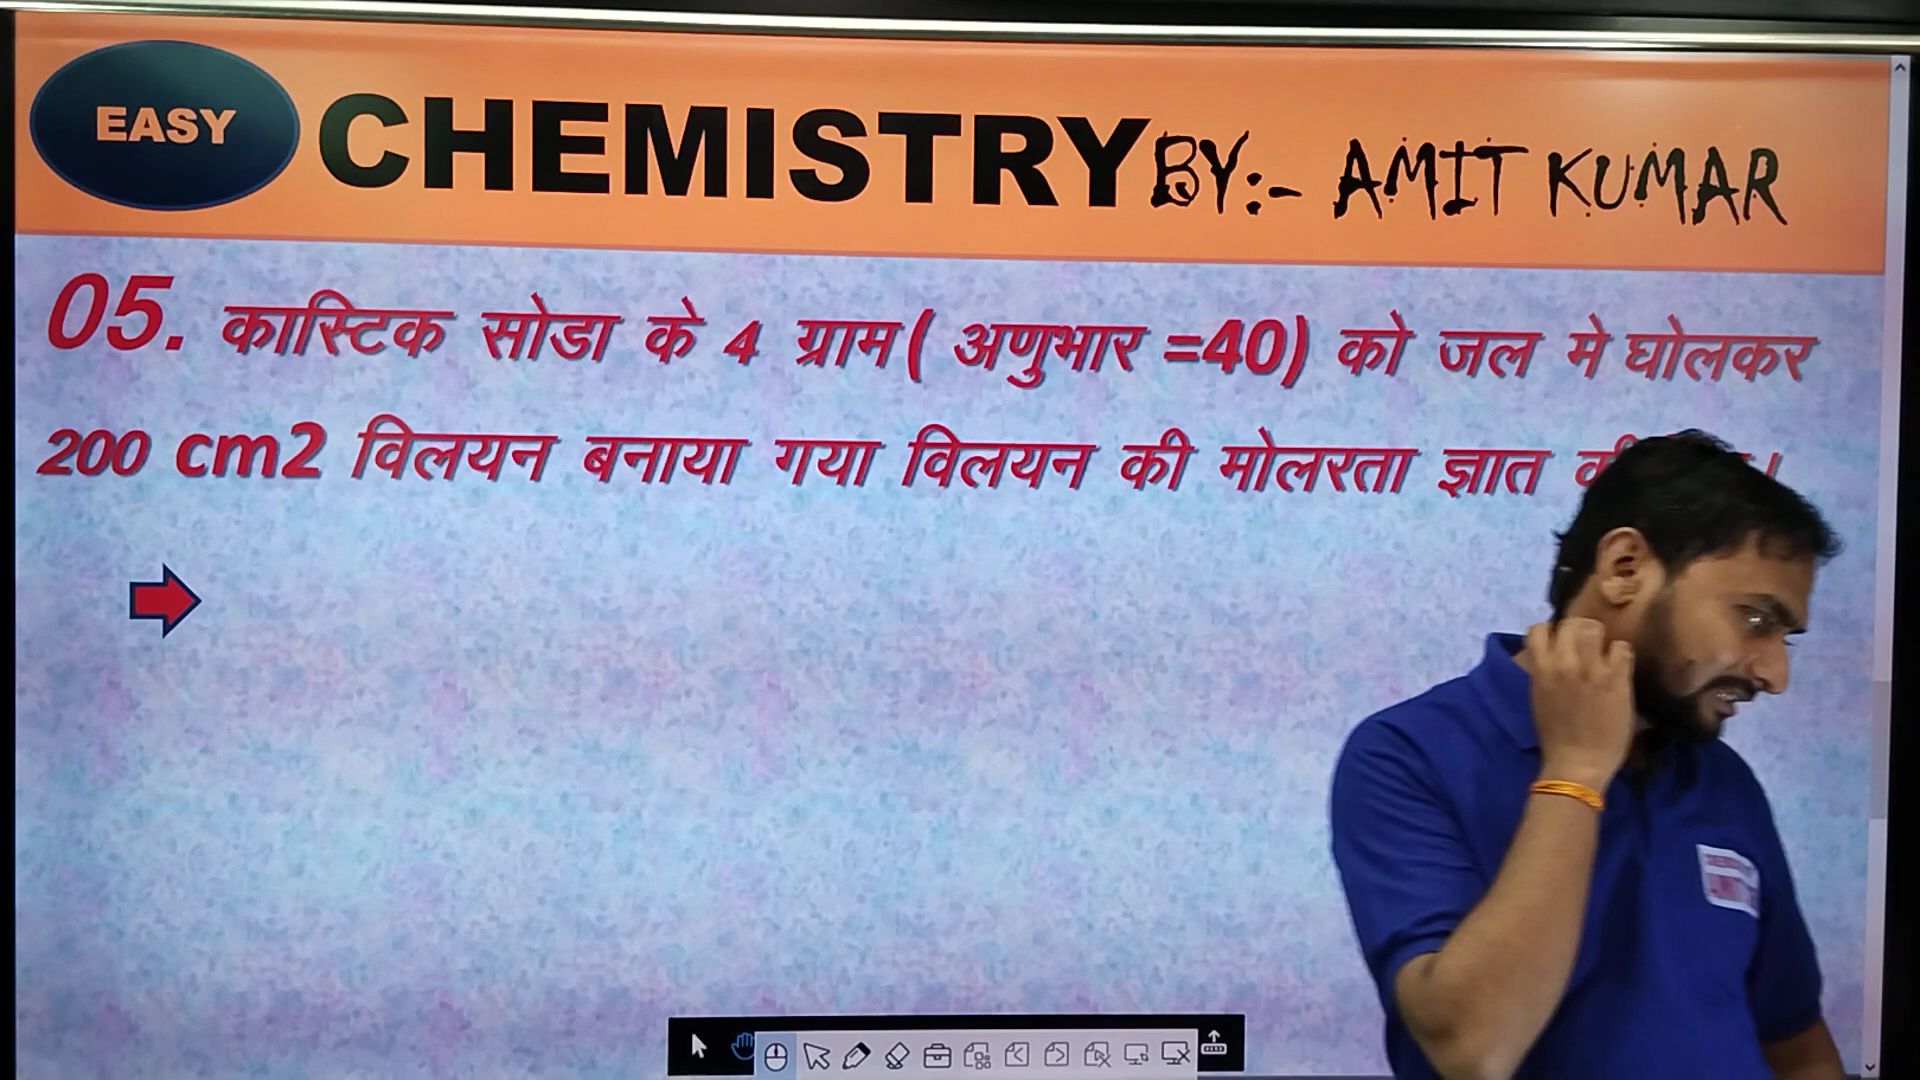 EASY CHEMISTRY BY:- AMIT KUMAR
05. कास्टिक सोडा के 4 ग्राम( अणुभार =40) को जल मे घोलकर
200 cm2 विलयन बनाया गया विलयन की मोलरता ज्ञात